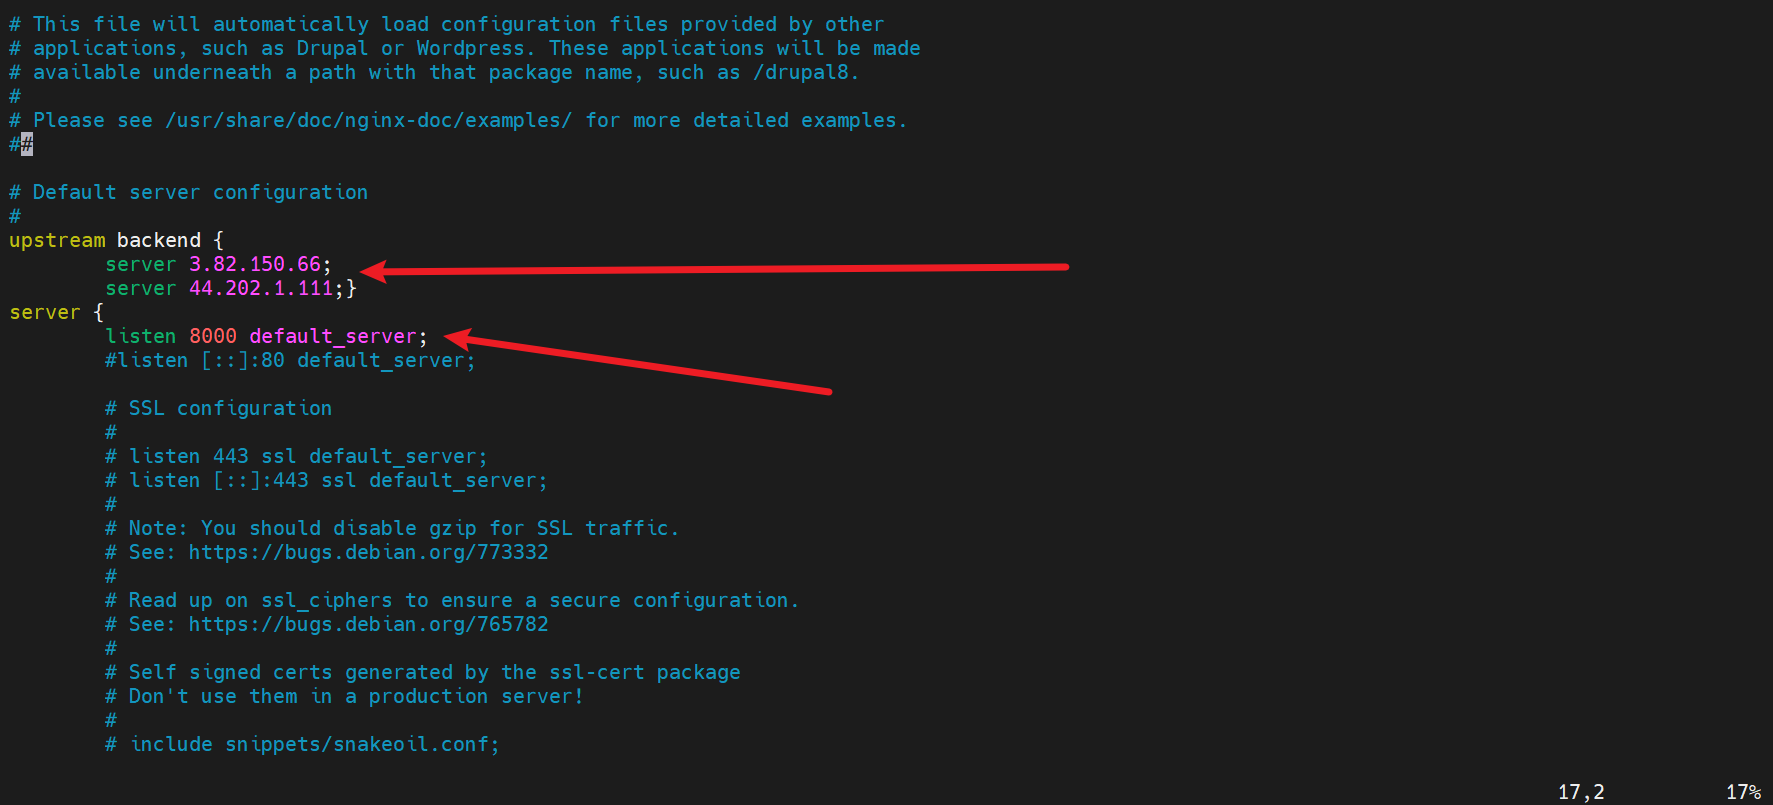 # This file will automatically load configuration files provided by other
# applications, such as Drupal or Wordpress. These applications will be made
# available underneath a path with that package name, such as /drupal8.
#
# Please see /usr/share/doc/nginx-doc/examples/ for more detailed examples.
##
# Default server configuration
#
upstream backend {
        server 3.82.150.66;
        server 44.202.1.111;}
server {
        listen 8000 default_server;
        #listen [::]:80 default_server;
        # SSL configuration
        #
        # listen 443 ssl default_server;
        # listen [::]:443 ssl default_server;
        #
        # Note: You should disable gzip for SSL traffic.
        # See: https://bugs.debian.org/773332
        #
        # Read up on ssl_ciphers to ensure a secure configuration.
        # See: https://bugs.debian.org/765782
        #
        # Self signed certs generated by the ssl-cert package
        # Don't use them in a production server!
        #
        # include snippets/snakeoil.conf;
17,2 17%